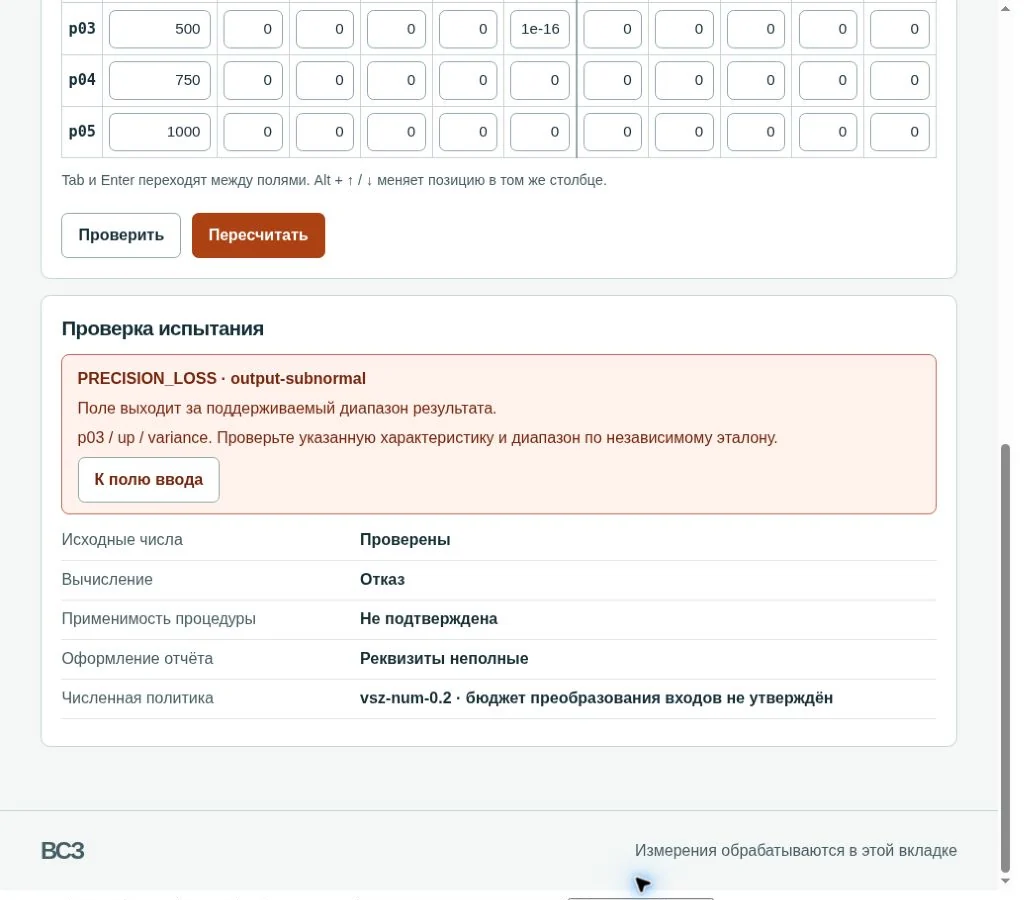 p03 500 0 0 0 0 1e-16 0 0 0 0 0
p04 750 0 0 0 0 0 0 0 0 0 0
p05 1000 0 0 0 0 0 0 0 0 0 0
Tab и Enter переходят между полями. Alt + ↑ / ↓ меняет позицию в том же столбце.
Проверить Пересчитать
Проверка испытания
PRECISION_LOSS · output-subnormal
Поле выходит за поддерживаемый диапазон результата.
p03 / up / variance. Проверьте указанную характеристику и диапазон по независимому эталону.
К полю ввода
Исходные числа Проверены
Вычисление Отказ
Применимость процедуры Не подтверждена
Оформление отчёта Реквизиты неполные
Численная политика vsz-num-0.2 · бюджет преобразования входов не утверждён
ВСЗ Измерения обрабатываются в этой вкладке